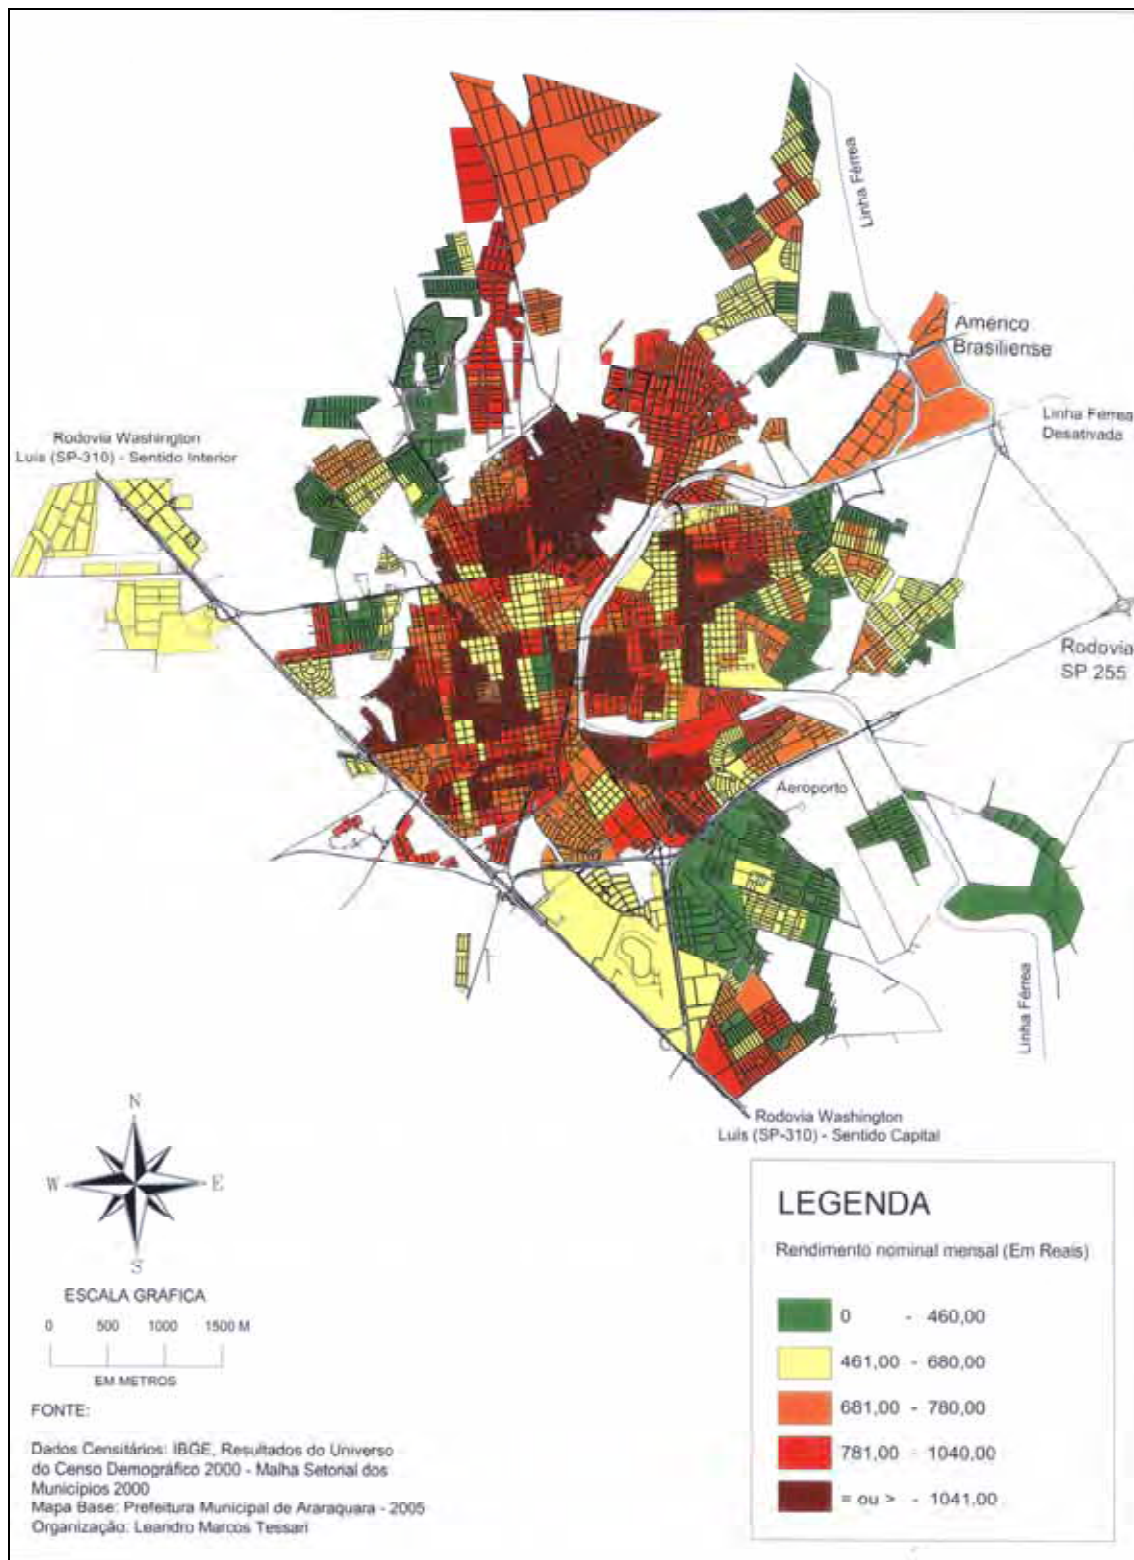 Linha Férrea
Américo
Brasiliense
Linha Férrea
Desativada
Rodovia Washington
Luis (SP-310) - Sentido Interior
Rodovia
SP 255
Aeroporto
Linha Férrea
Rodovia Washington
Luis (SP-310) - Sentido Capital
N
W
E
S
ESCALA GRÁFICA
0 500 1000 1500 M
EM METROS
FONTE:
Dados Censitários: IBGE, Resultados do Universo
do Censo Demográfico 2000 - Malha Setorial dos
Municípios 2000
Mapa Base: Prefeitura Municipal de Araraquara - 2005
Organização: Leandro Marcos Tessari
LEGENDA
Rendimento nominal mensal (Em Reais)
0 - 460,00
461,00 - 680,00
681,00 - 780,00
781,00 - 1040,00
= ou > - 1041,00